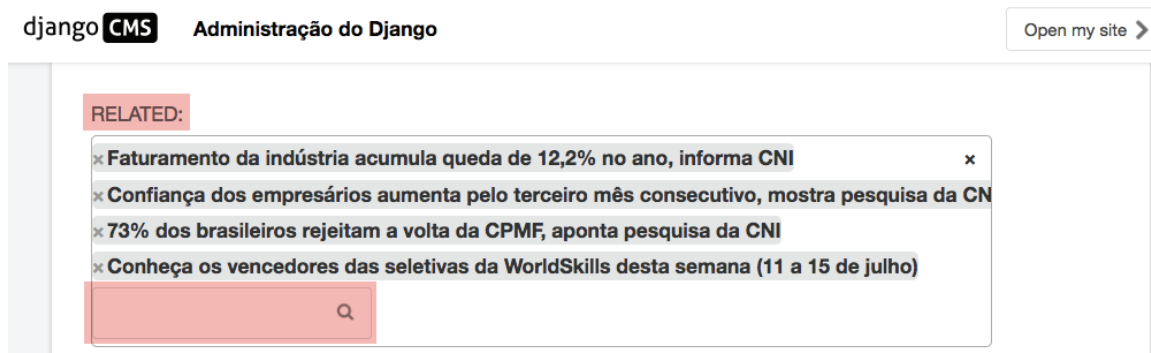 django CMS Administração do Django Open my site
RELATED:
× Faturamento da indústria acumula queda de 12,2% no ano, informa CNI ×
× Confiança dos empresários aumenta pelo terceiro mês consecutivo, mostra pesquisa da CN
× 73% dos brasileiros rejeitam a volta da CPMF, aponta pesquisa da CNI
× Conheça os vencedores das seletivas da WorldSkills desta semana (11 a 15 de julho)